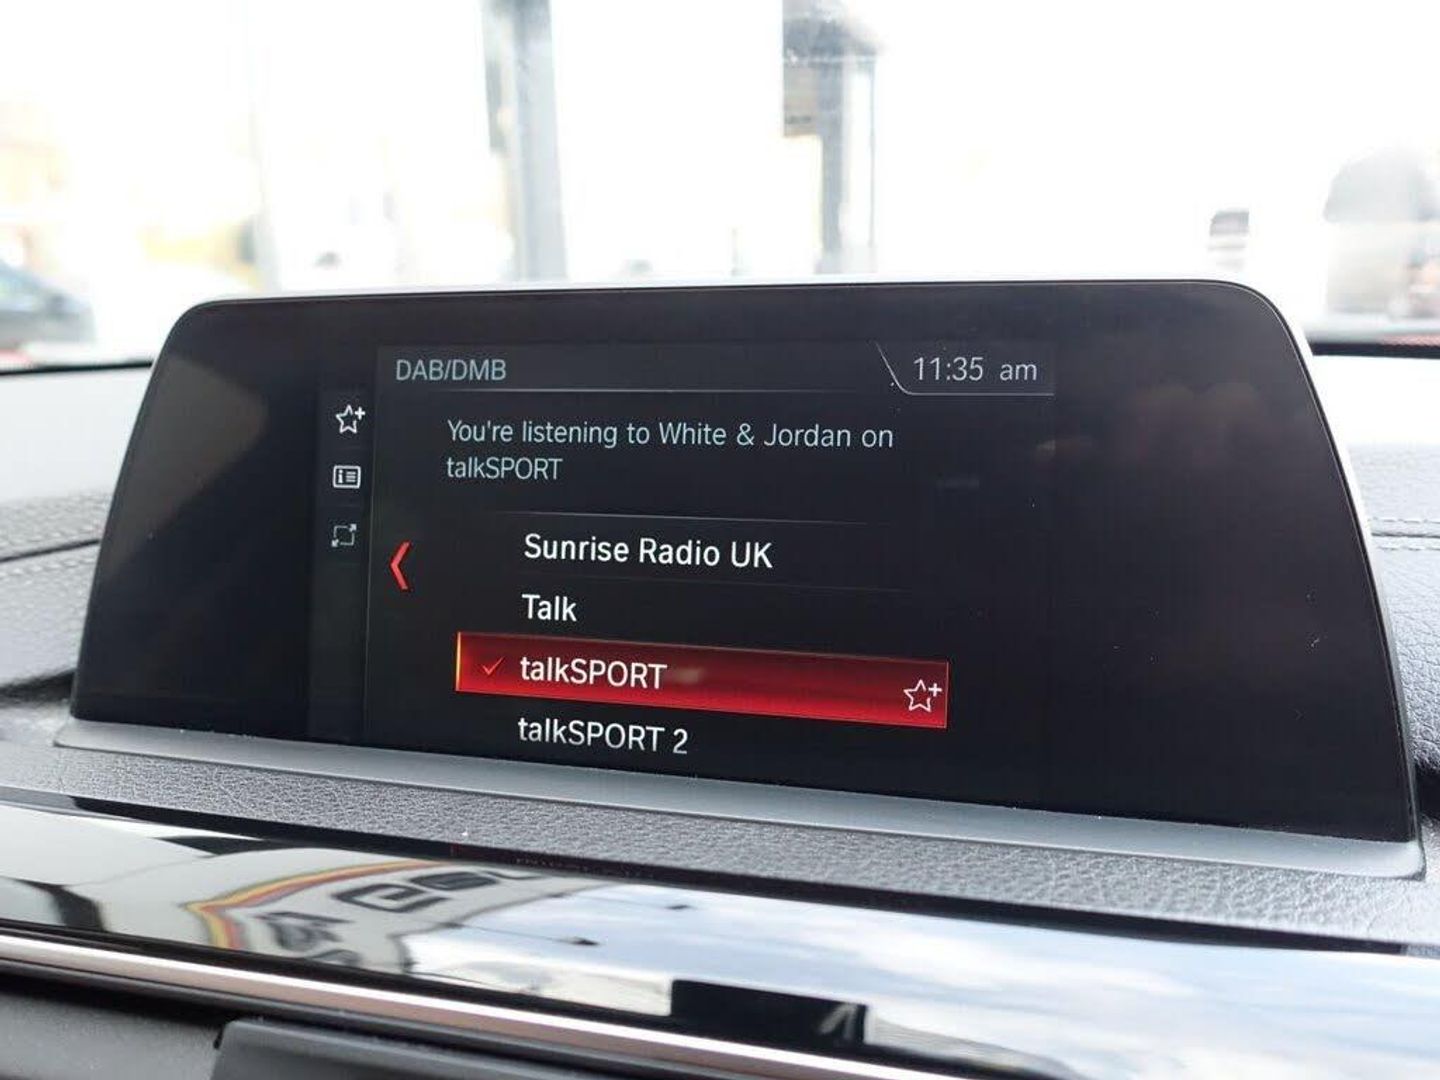 DAB/DMB
11:35 am
You're listening to White & Jordan on
talkSPORT
Sunrise Radio UK
Talk
talkSPORT
talkSPORT 2